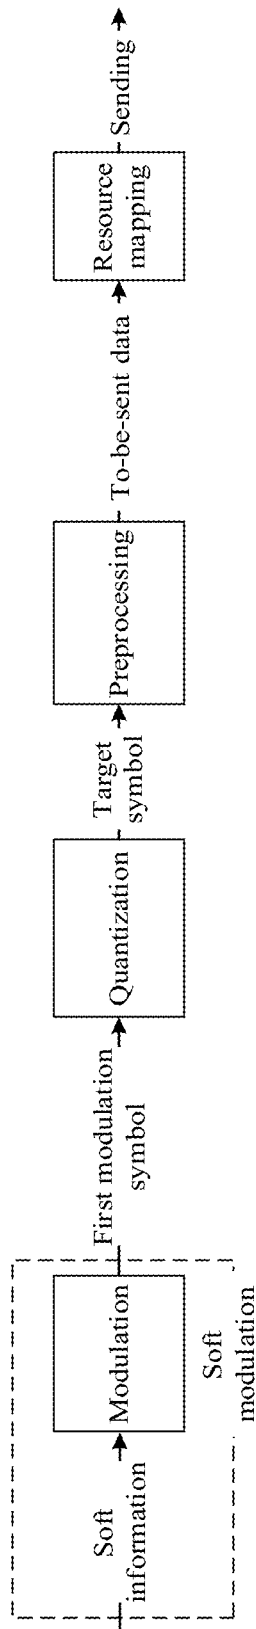 Soft
information
Modulation
Soft
modulation
First modulation
symbol
Quantization
Target
symbol
Preprocessing
To-be-sent data
Resource
mapping
Sending